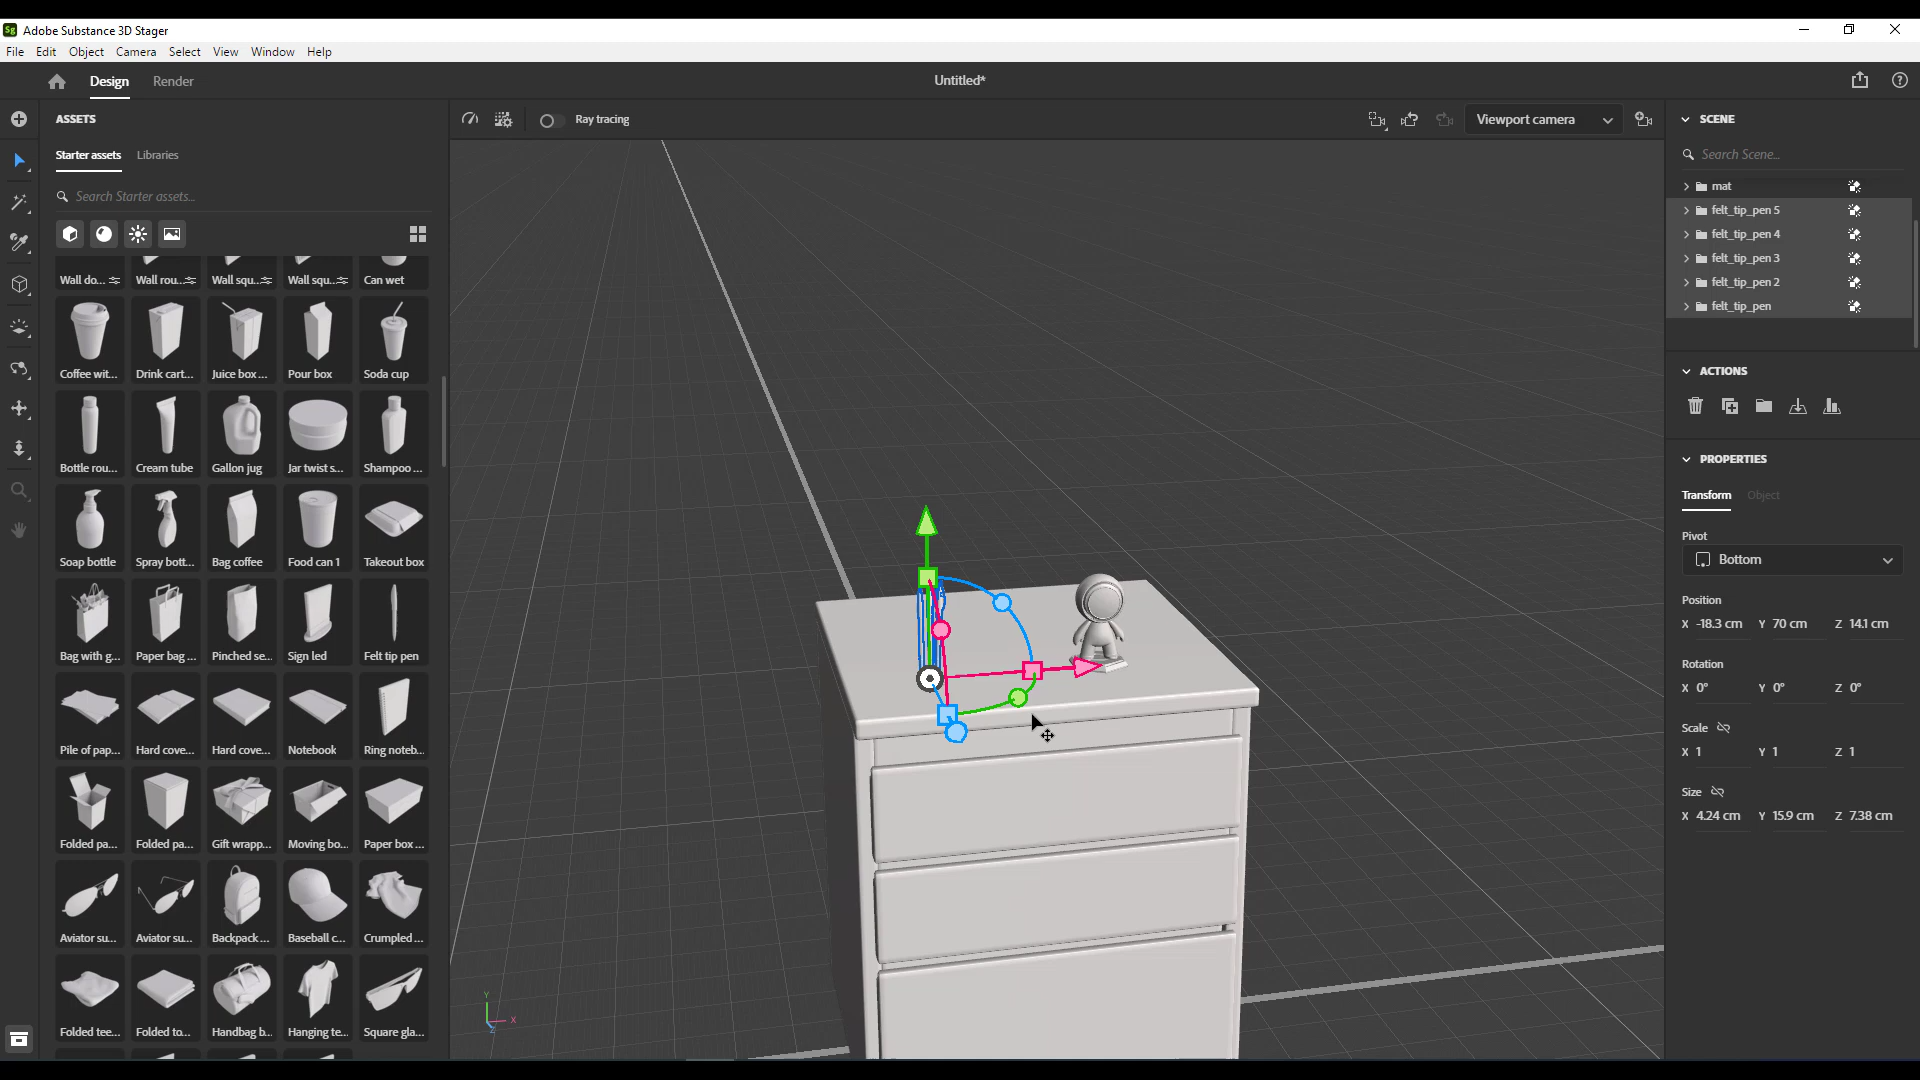 Sg Adobe Substance 3D Stager
File Edit Object Camera Select View Window Help
Design Render Untitled*
ASSETS
Starter assets Libraries
Search Starter assets...
Wall do... Wall rou... Wall squ... Wall squ... Can wet
Coffee wit... Drink cart... Juice box ... Pour box Soda cup
Bottle rou... Cream tube Gallon jug Jar twist s... Shampoo ...
Soap bottle Spray bott... Bag coffee Food can 1 Takeout box
Bag with g... Paper bag ... Pinched se... Sign led Felt tip pen
Pile of pap... Hard cove... Hard cove... Notebook Ring noteb...
Folded pa... Folded pa... Gift wrapp... Moving bo... Paper box ...
Aviator su... Aviator su... Backpack ... Baseball c... Crumpled ...
Folded tee... Folded to... Handbag b... Hanging te... Square gla...
Ray tracing
Viewport camera
Y
X
Z
SCENE
Search Scene...
mat
felt_tip_pen 5
felt_tip_pen 4
felt_tip_pen 3
felt_tip_pen 2
felt_tip_pen
ACTIONS
PROPERTIES
Transform Object
Pivot
Bottom
Position
X -18.3 cm Y 70 cm Z 14.1 cm
Rotation
X 0° Y 0° Z 0°
Scale
X 1 Y 1 Z 1
Size
X 4.24 cm Y 15.9 cm Z 7.38 cm